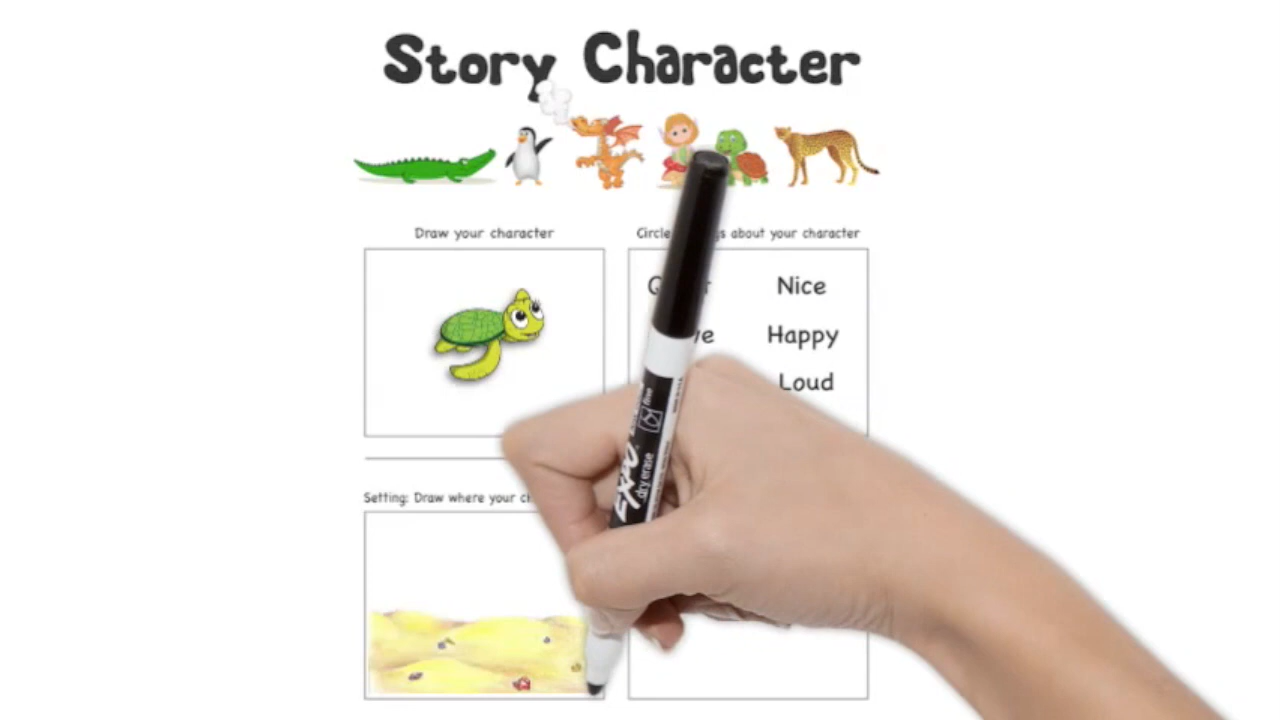 Story Character
Draw your character
Circle about your character
Nice
Happy
Loud
Setting: Draw where your
EXPO
dry erase
fine